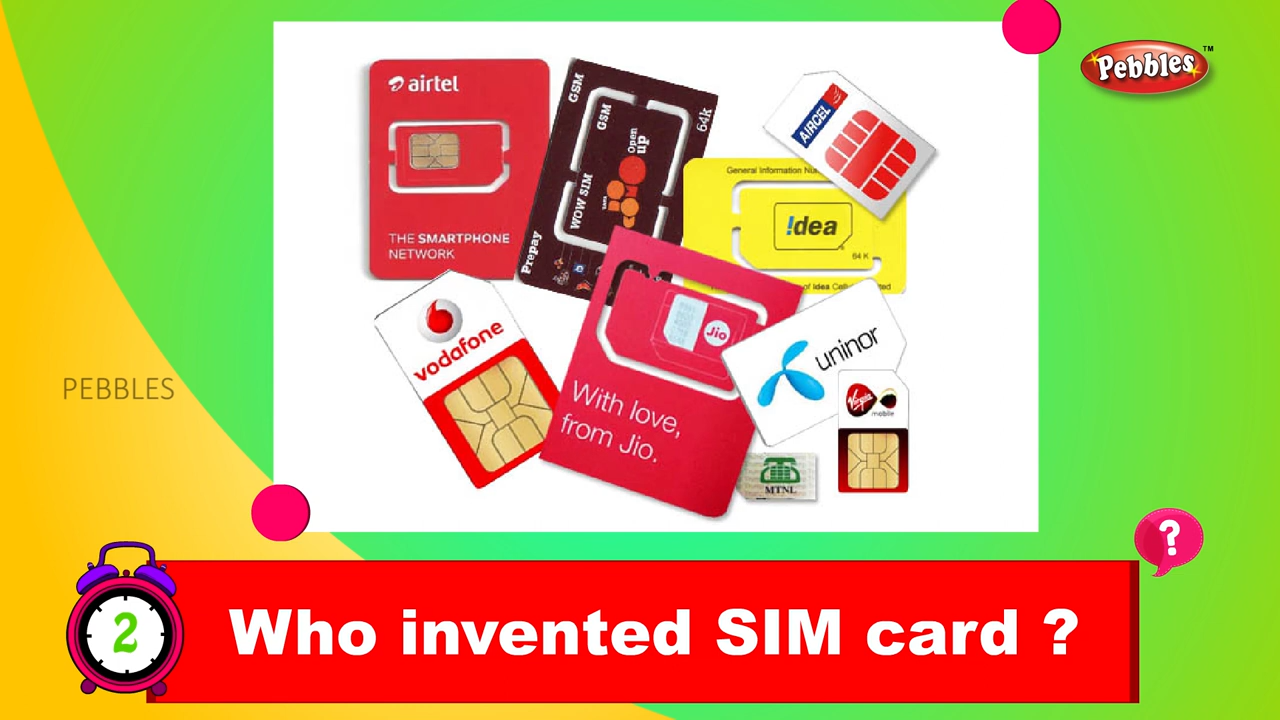 Pebbles™
airtel
THE SMARTPHONE
NETWORK
GSM
GSM
64k
Open
up
WOW SIM
Prepay
AIRCEL
General Information
!dea
64 K
vodafone
Jio
With love,
from Jio.
uninor
Virgin
mobile
MTNL
PEBBLES
?
2
Who invented SIM card ?